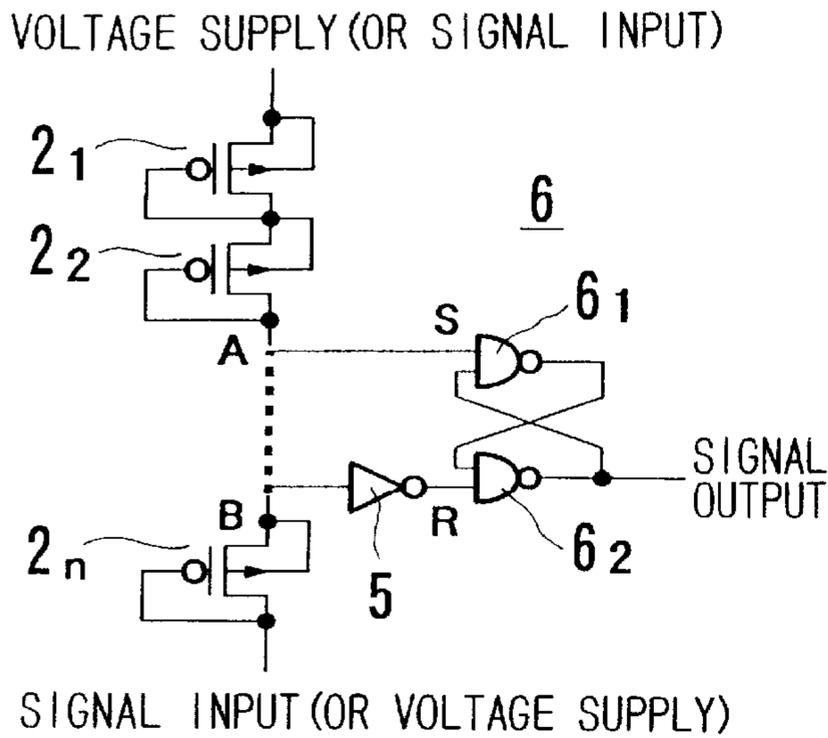 VOLTAGE SUPPLY(OR SIGNAL INPUT)
2 1
6
2 2
6 1
S
A
SIGNAL
OUTPUT
B
R
6 2
2 n
5
SIGNAL INPUT(OR VOLTAGE SUPPLY)